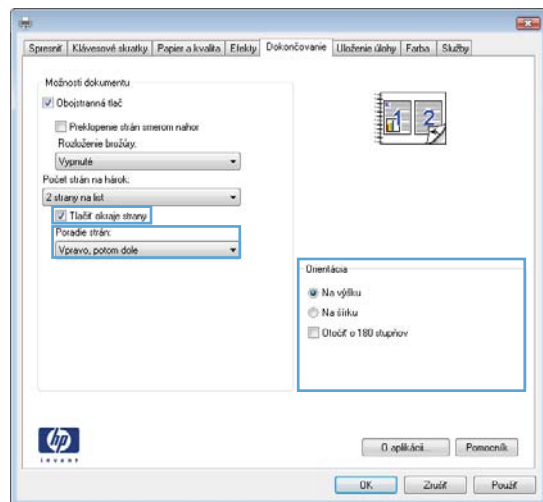 Spresniť Klávesové skratky Papier a kvalita Efekty Dokončovanie Uloženie úlohy Farba Služby
Možnosti dokumentu
Obojstranná tlač
Preklopenie strán smerom nahor
Rozloženie brožúry:
Vypnuté
Počet strán na hárok:
2 strany na list
Tlačiť okraje strany
Poradie strán:
Vpravo, potom dole
1 2
Orientácia
Na výšku
Na šírku
Otočiť o 180 stupňov
hp
invent
O aplikácii... Pomocník
OK Zrušiť Použiť